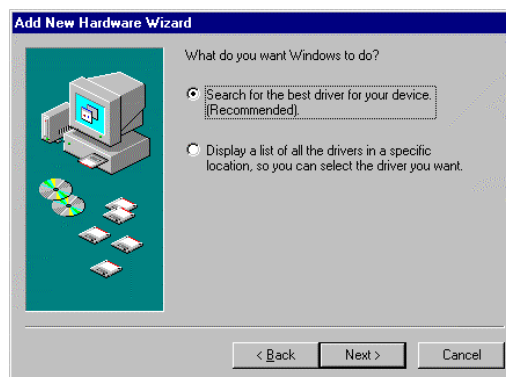 Add New Hardware Wizard
What do you want Windows to do?
Search for the best driver for your device.
(Recommended).
Display a list of all the drivers in a specific
location, so you can select the driver you want.
< Back
Next >
Cancel